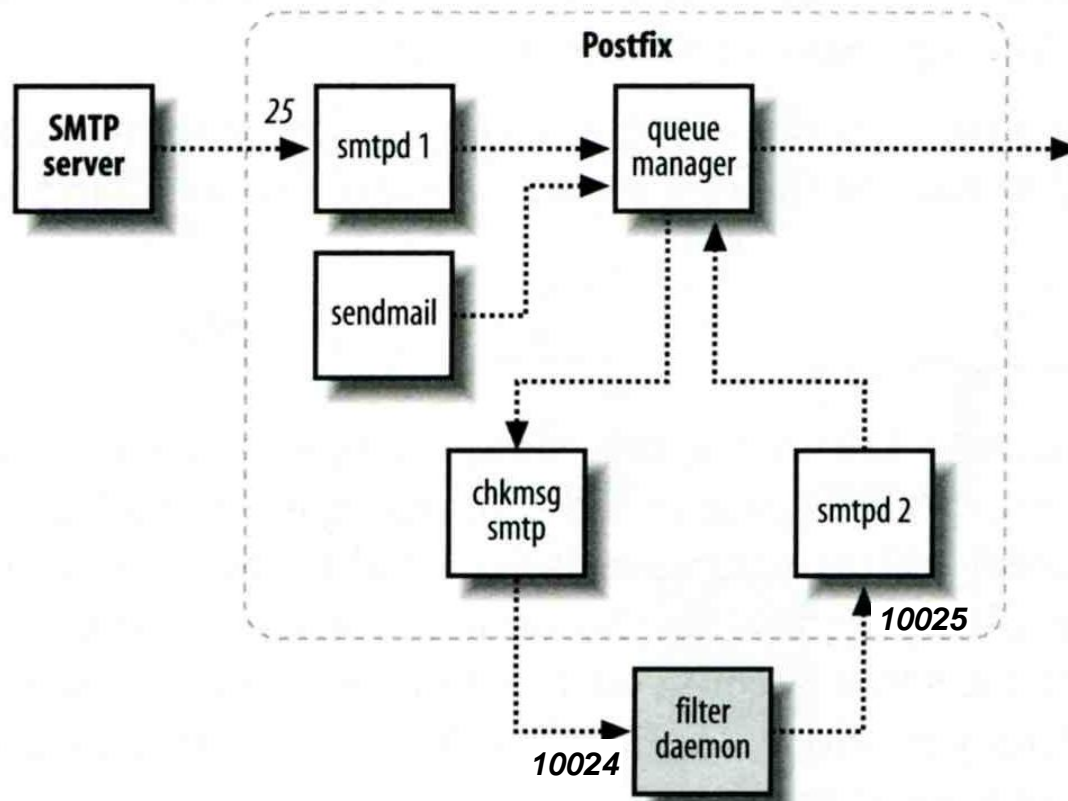 Postfix
SMTP
server
25
smtpd 1
queue
manager
sendmail
chkmsg
smtp
smtpd 2
10025
filter
daemon
10024